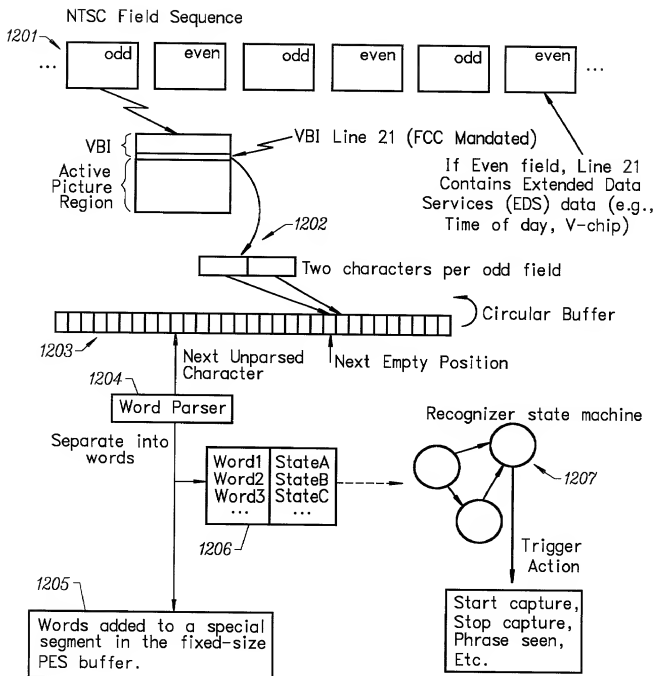 NTSC Field Sequence
1201
... odd even odd even odd even ...
VBI
VBI Line 21 (FCC Mandated)
Active
Picture
Region
If Even field, Line 21
Contains Extended Data
Services (EDS) data (e.g.,
Time of day, V-chip)
1202
Two characters per odd field
Circular Buffer
1203
Next Unparsed
Character
Next Empty Position
1204
Word Parser
Separate into
words
Recognizer state machine
Word1 StateA
Word2 StateB
Word3 StateC
... ...
1206
1207
Trigger
Action
1205
Words added to a special
segment in the fixed-size
PES buffer.
Start capture,
Stop capture,
Phrase seen,
Etc.